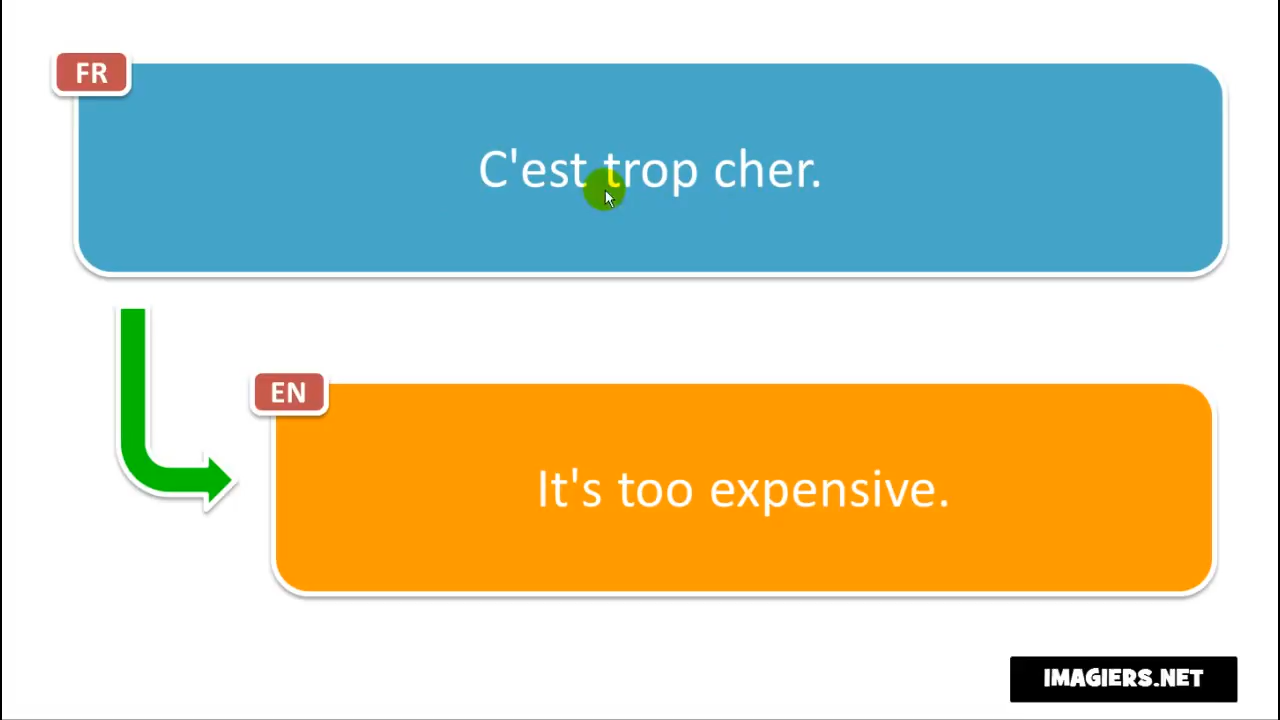 FR
C'est trop cher.
EN
It's too expensive.
IMAGIERS.NET